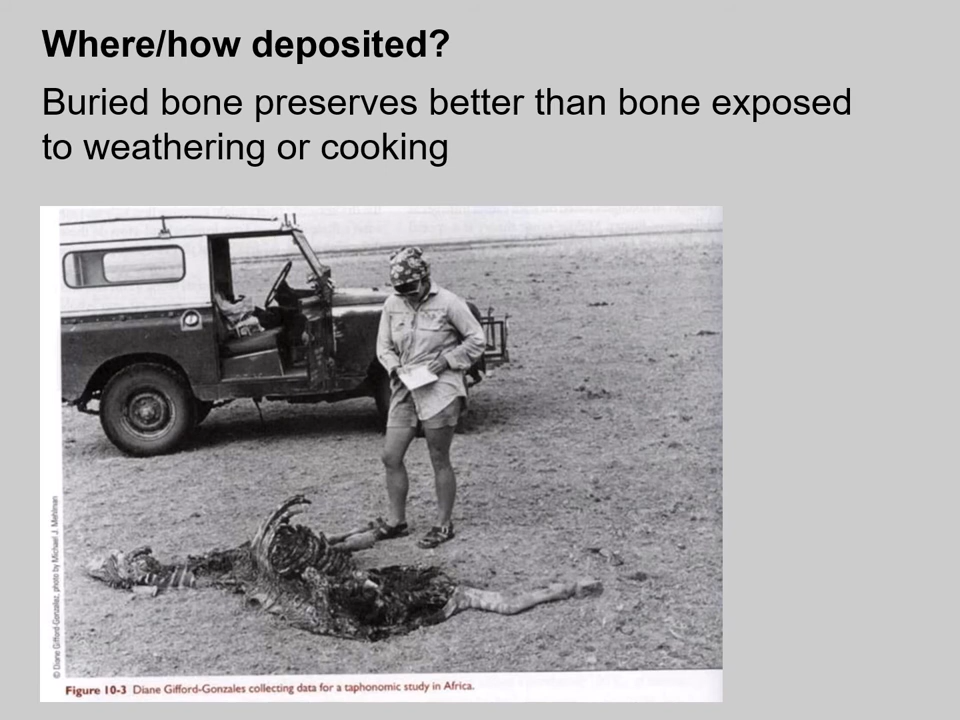 Where/how deposited?
Buried bone preserves better than bone exposed
to weathering or cooking
© Diane Gifford-Gonzalez, photo by Michael J. Mehlman
Figure 10-3 Diane Gifford-Gonzales collecting data for a taphonomic study in Africa.